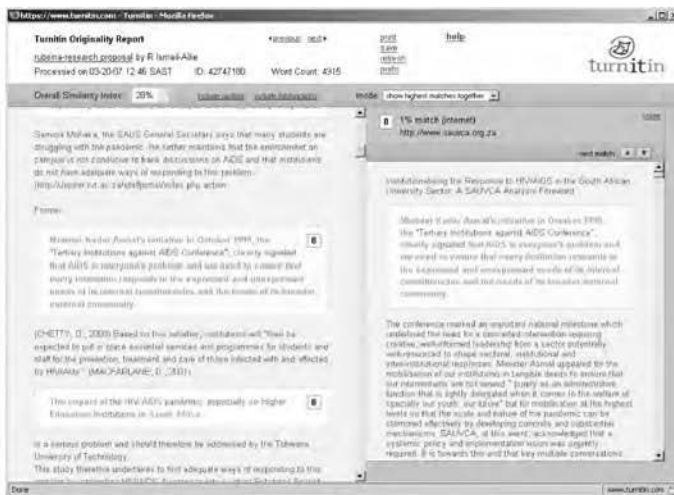 https://www.turnitin.com - Turnitin - Mozilla Firefox
Turnitin Originality Report
previous next
print
save
refresh
prefs
help
rubeina-research proposal by R Ismail-Allie
Processed on 03-20-07 12:46 SAST ID: 42747180 Word Count: 4915
turnitin
Overall Similarity Index: 28%
include quoted
include bibliography
mode: show highest matches together
the SAUS General Secretary says that many students are
struggling with the pandemic. He further maintains that the environment on
campus is not conducive to frank discussions on AIDS and that institutions
do not have adequate ways of responding to this problem.
Former
Minister Kader Asmal's initiative in October 1999, the
"Tertiary Institutions against AIDS Conference", clearly signalled
that AIDS is everyone's problem and we need to ensure that
every institution responds to the expressed and unexpressed
needs of its internal constituencies and the needs of its broader
external community.
8
(CHETTY, D., 2000) Based on this initiative, institutions will "then be
expected to put in place essential services and programmes for students and
staff for the prevention, treatment and care of those infected with and affected
by HIV/AIDS" (MACFARLANE, D., 2001).
The impact of the HIV/AIDS pandemic, especially on Higher
Education Institutions in South Africa
8
is a serious problem and should therefore be addressed by the Tshwane
University of Technology.
This study therefore undertakes to find adequate ways of responding to this
8 1% match (internet)
http://www.sauvca.org.za
next match:
Institutionalising the Response to HIV/AIDS in the South African
University Sector: A SAUVCA Analysis Foreword
Minister Kader Asmal's initiative in October 1999,
the "Tertiary Institutions against AIDS Conference",
clearly signalled that AIDS is everyone's problem and
we need to ensure that every institution responds to
the expressed and unexpressed needs of its internal
constituencies and the needs of its broader external
community.
The conference marked an important national milestone which
underlined the need for a concerted intervention requiring
creative, well-informed leadership from a sector potentially
well-resourced to shape sectoral, institutional and
inter-institutional responses. Minister Asmal appeared for the
mobilisation of our institutions in tangible deeds to ensure that
our interventions are not viewed " purely as an administrative
function that is lightly delegated when it comes to the welfare of
specially our youth, our future" but for mobilisation at the highest
levels so that the scale and nature of the pandemic can be
countered effectively by developing concrete and substantial
mechanisms. SAUVCA, at this event, acknowledged that a
systemic policy and implementation vision was urgently
required. It is towards this end that key multiple conversations
Done
www.turnitin.com